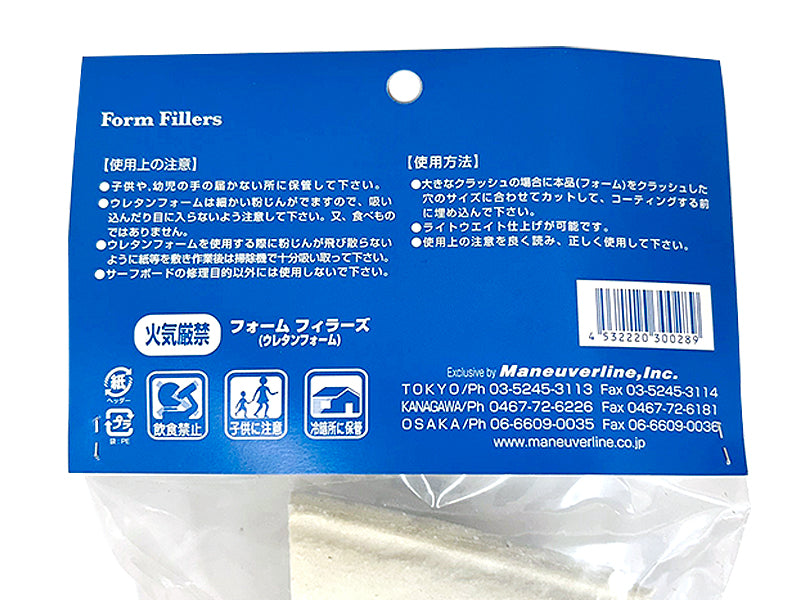 Form Fillers
【使用上の注意】
●子供や、幼児の手の届かない所に保管して下さい。
●ウレタンフォームは細かい粉じんがでますので、吸い
込んだり目に入らないよう注意して下さい。又、食べもの
ではありません。
●ウレタンフォームを使用する際に粉じんが飛び散らない
ように紙等を敷き作業後は掃除機で十分吸い取って下さい。
●サーフボードの修理目的以外には使用しないで下さい。
【使用方法】
●大きなクラッシュの場合に本品(フォーム)をクラッシュした
穴のサイズに合わせてカットして、コーティングする前
に埋め込んで下さい。
●ライトウエイト仕上げが可能です。
●使用上の注意を良く読み、正しく使用して下さい。
4 532220 300289
火気厳禁
フォーム フィラーズ
(ウレタンフォーム)
紙
ヘッダー
プラ
袋:PE
飲食禁止
子供に注意
冷暗所に保管
Exclusive by Maneuverline,Inc.
TOKYO/Ph 03-5245-3113 Fax 03-5245-3114
KANAGAWA/Ph 0467-72-6226 Fax 0467-72-6181
OSAKA/Ph 06-6609-0035 Fax 06-6609-0036
www.maneuverline.co.jp